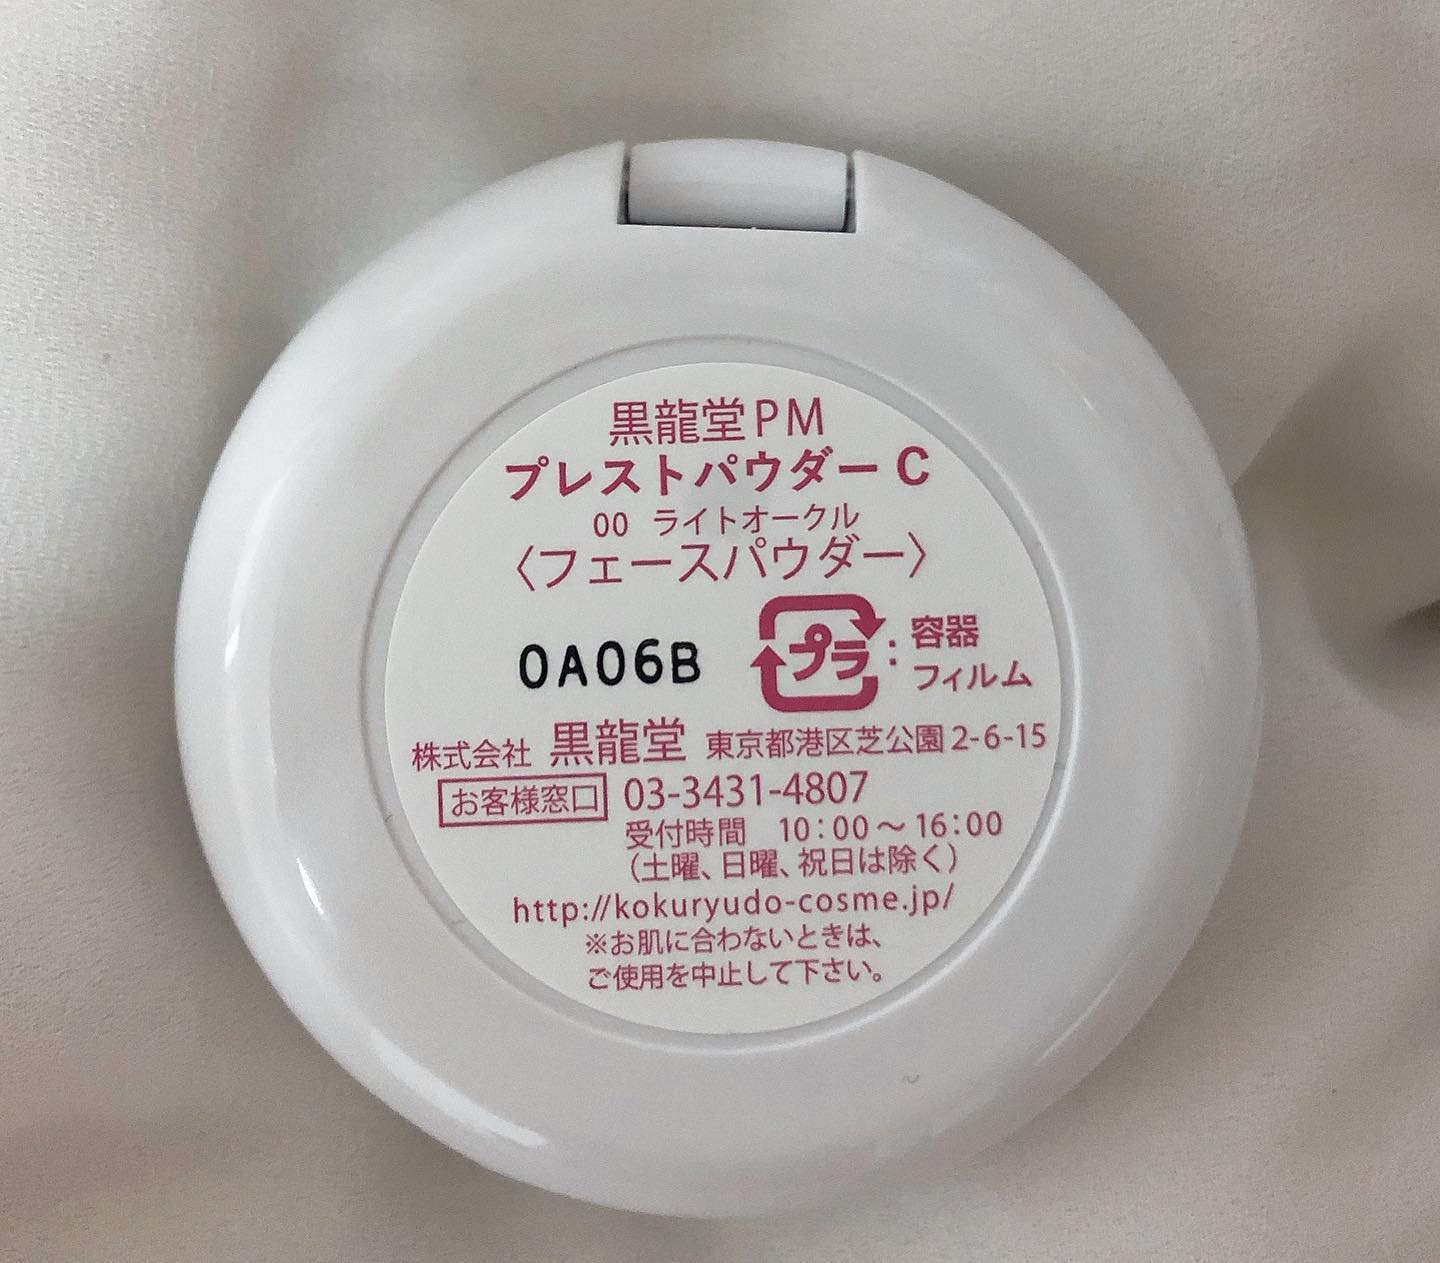 黒龍堂PM
プレストパウダーC
00 ライトオークル
〈フェースパウダー〉
0A06B
プラ : 容器
フィルム
株式会社 黒龍堂 東京都港区芝公園2-6-15
お客様窓口 03-3431-4807
受付時間 10:00～16:00
（土曜、日曜、祝日は除く）
http://kokuryudo-cosme.jp/
※お肌に合わないときは、
ご使用を中止して下さい。